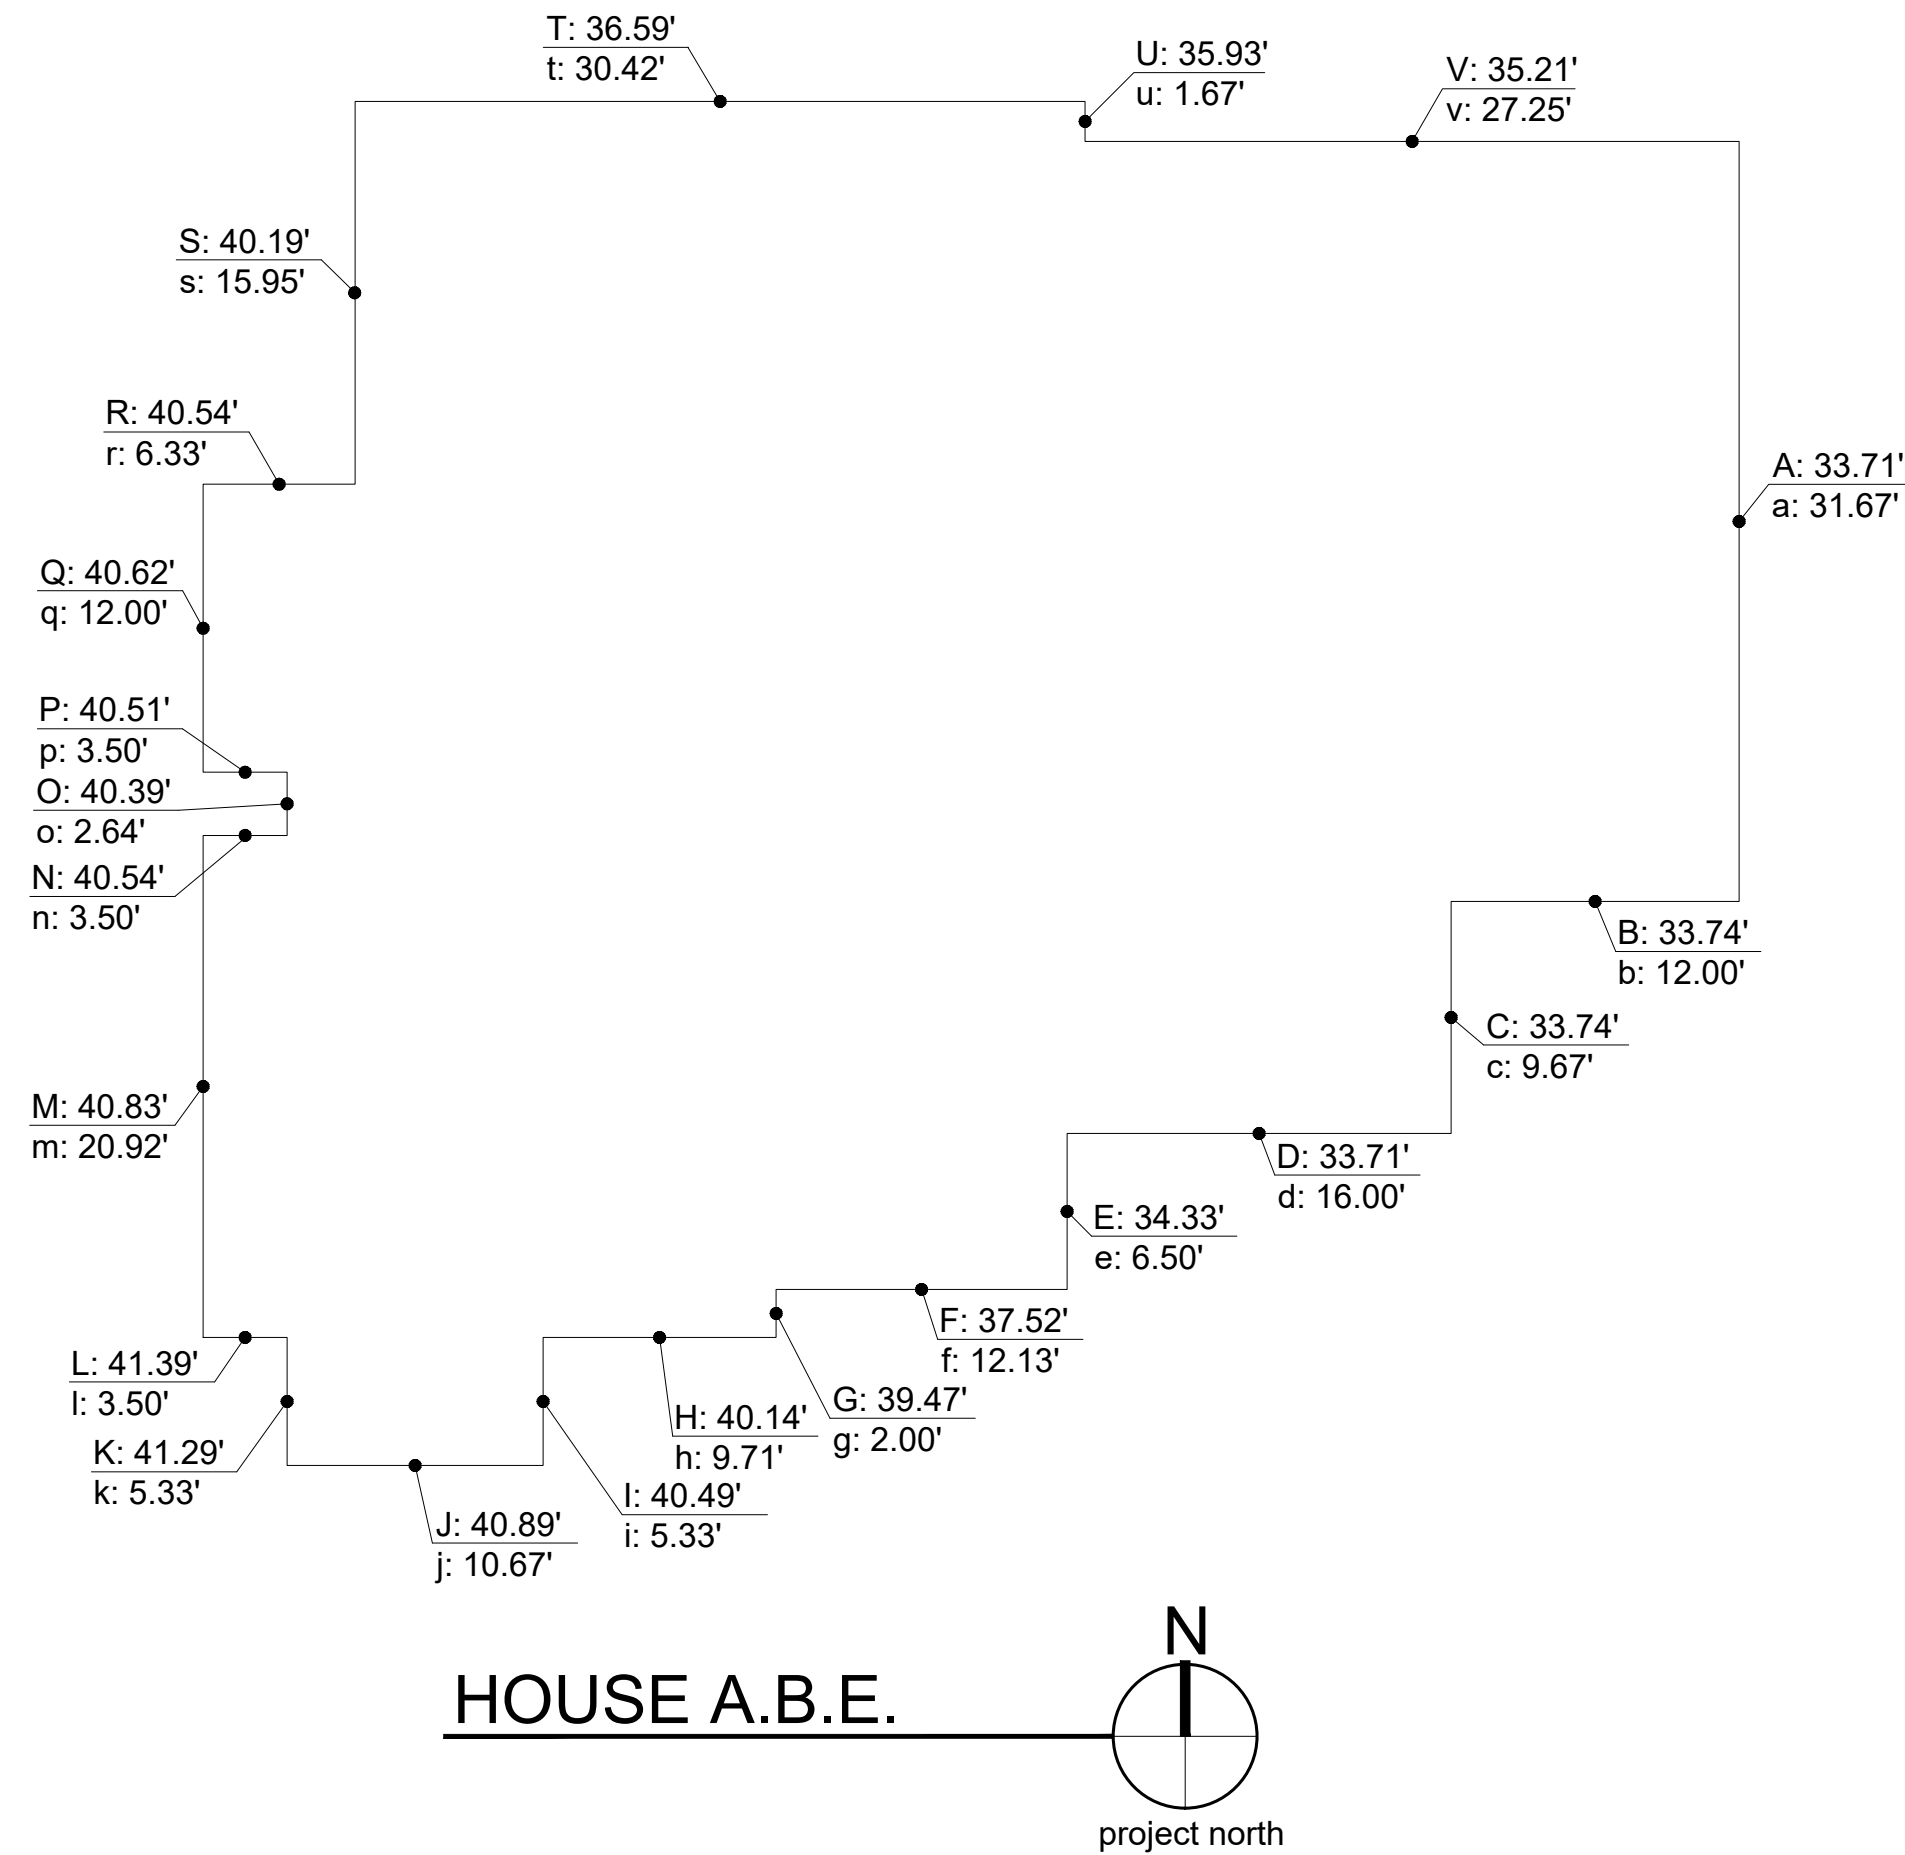 T: 36.59'
t: 30.42'
U: 35.93'
u: 1.67'
V: 35.21'
v: 27.25'
S: 40.19'
s: 15.95'
R: 40.54'
r: 6.33'
A: 33.71'
a: 31.67'
Q: 40.62'
q: 12.00'
P: 40.51'
p: 3.50'
O: 40.39'
o: 2.64'
N: 40.54'
n: 3.50'
B: 33.74'
b: 12.00'
C: 33.74'
c: 9.67'
M: 40.83'
m: 20.92'
D: 33.71'
d: 16.00'
E: 34.33'
e: 6.50'
F: 37.52'
f: 12.13'
L: 41.39'
l: 3.50'
G: 39.47'
g: 2.00'
H: 40.14'
h: 9.71'
K: 41.29'
k: 5.33'
I: 40.49'
i: 5.33'
J: 40.89'
j: 10.67'
N
HOUSE A.B.E.
project north